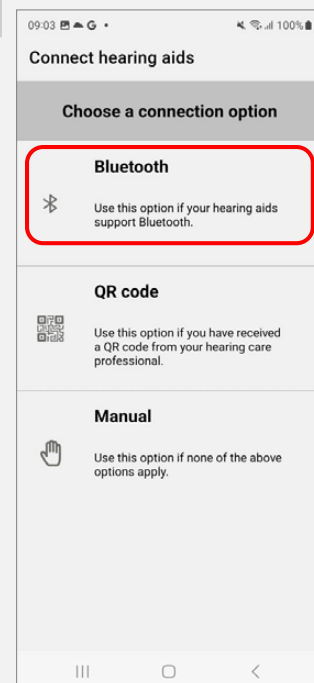 09:03 G • 100%
Connect hearing aids
Choose a connection option
Bluetooth
Use this option if your hearing aids
support Bluetooth.
QR code
Use this option if you have received
a QR code from your hearing care
professional.
Manual
Use this option if none of the above
options apply.